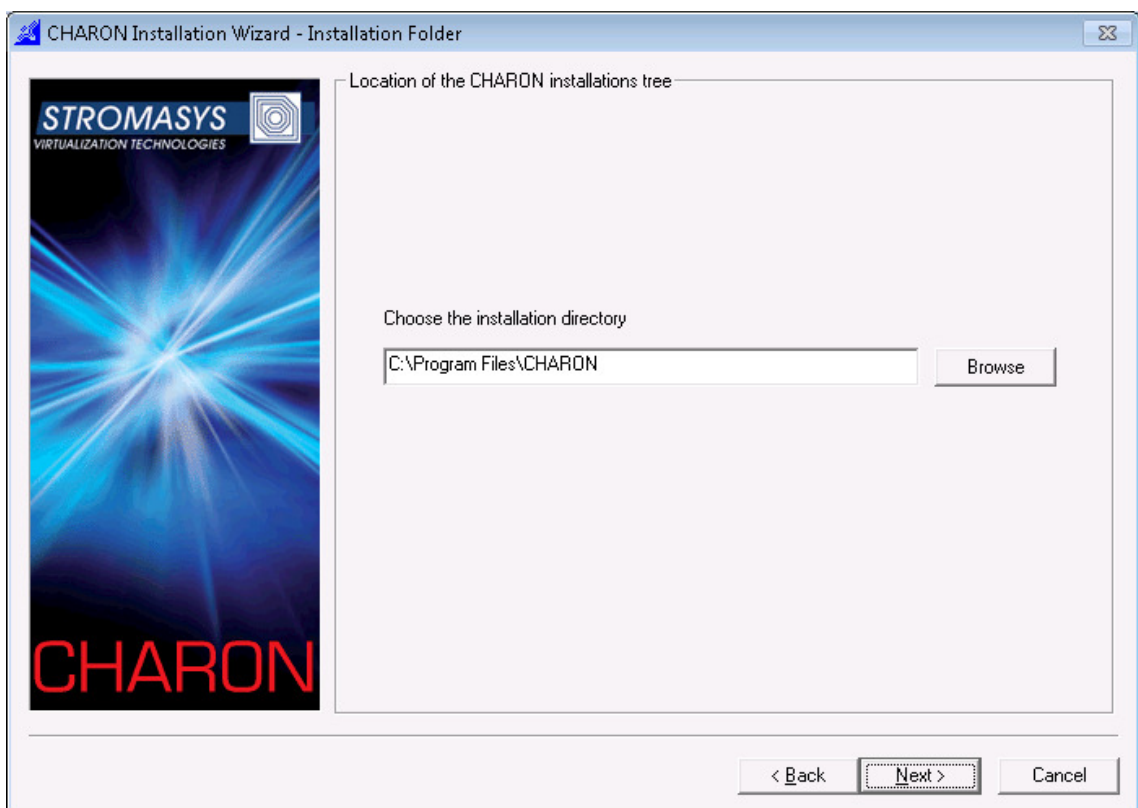 CHARON Installation Wizard - Installation Folder
STROMASYS
VIRTUALIZATION TECHNOLOGIES
CHARON
Location of the CHARON installations tree
Choose the installation directory
C:\Program Files\CHARON
Browse
< Back
Next >
Cancel